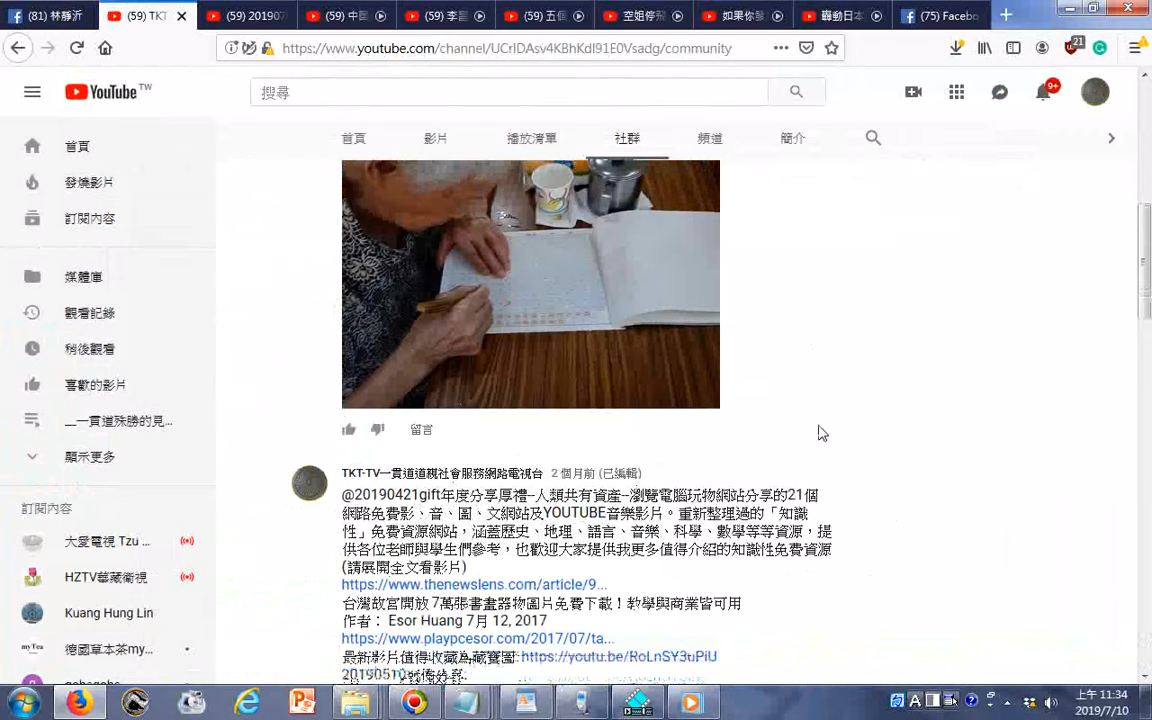 (81) 林靜沂
(59) TKT
(59) 20190
(59) 中國
(59) 李
(59) 五個
空姐停
如果你
轟動日本
(75) Facebo
https://www.youtube.com/channel/UCrIDAsv4KBhKdI91E0Vsadg/community
21
YouTube TW
搜尋
9+
首頁
影片
播放清單
社群
頻道
簡介
首頁
發燒影片
訂閱內容
媒體庫
觀看記錄
稍後觀看
喜歡的影片
__一貫道殊勝的見...
顯示更多
訂閱內容
大愛電視 Tzu ...
HZTV華藏衛視
Kuang Hung Lin
myTea
德國草本茶my...
留言
TKT-TV一貫道道親社會服務網路電視台 2 個月前 (已編輯)
@20190421gift年度分享厚禮--人類共有資產--瀏覽電腦玩物網站分享的21個
網路免費影、音、圖、文網站及YOUTUBE音樂影片。重新整理過的「知識
性」免費資源網站，涵蓋歷史、地理、語言、音樂、科學、數學等等資源，提
供各位老師與學生們參考，也歡迎大家提供我更多值得介紹的知識性免費資源
(請展開全文看影片)
https://www.thenewslens.com/article/9...
台灣故宮開放 7萬張書畫器物圖片免費下載！教學與商業皆可用
作者： Esor Huang 7月 12, 2017
https://www.playpcesor.com/2017/07/ta...
最新影片值得收藏為藏寶圖:https://youtu.be/RoLnSY3uPiU
上午 11:34
2019/7/10